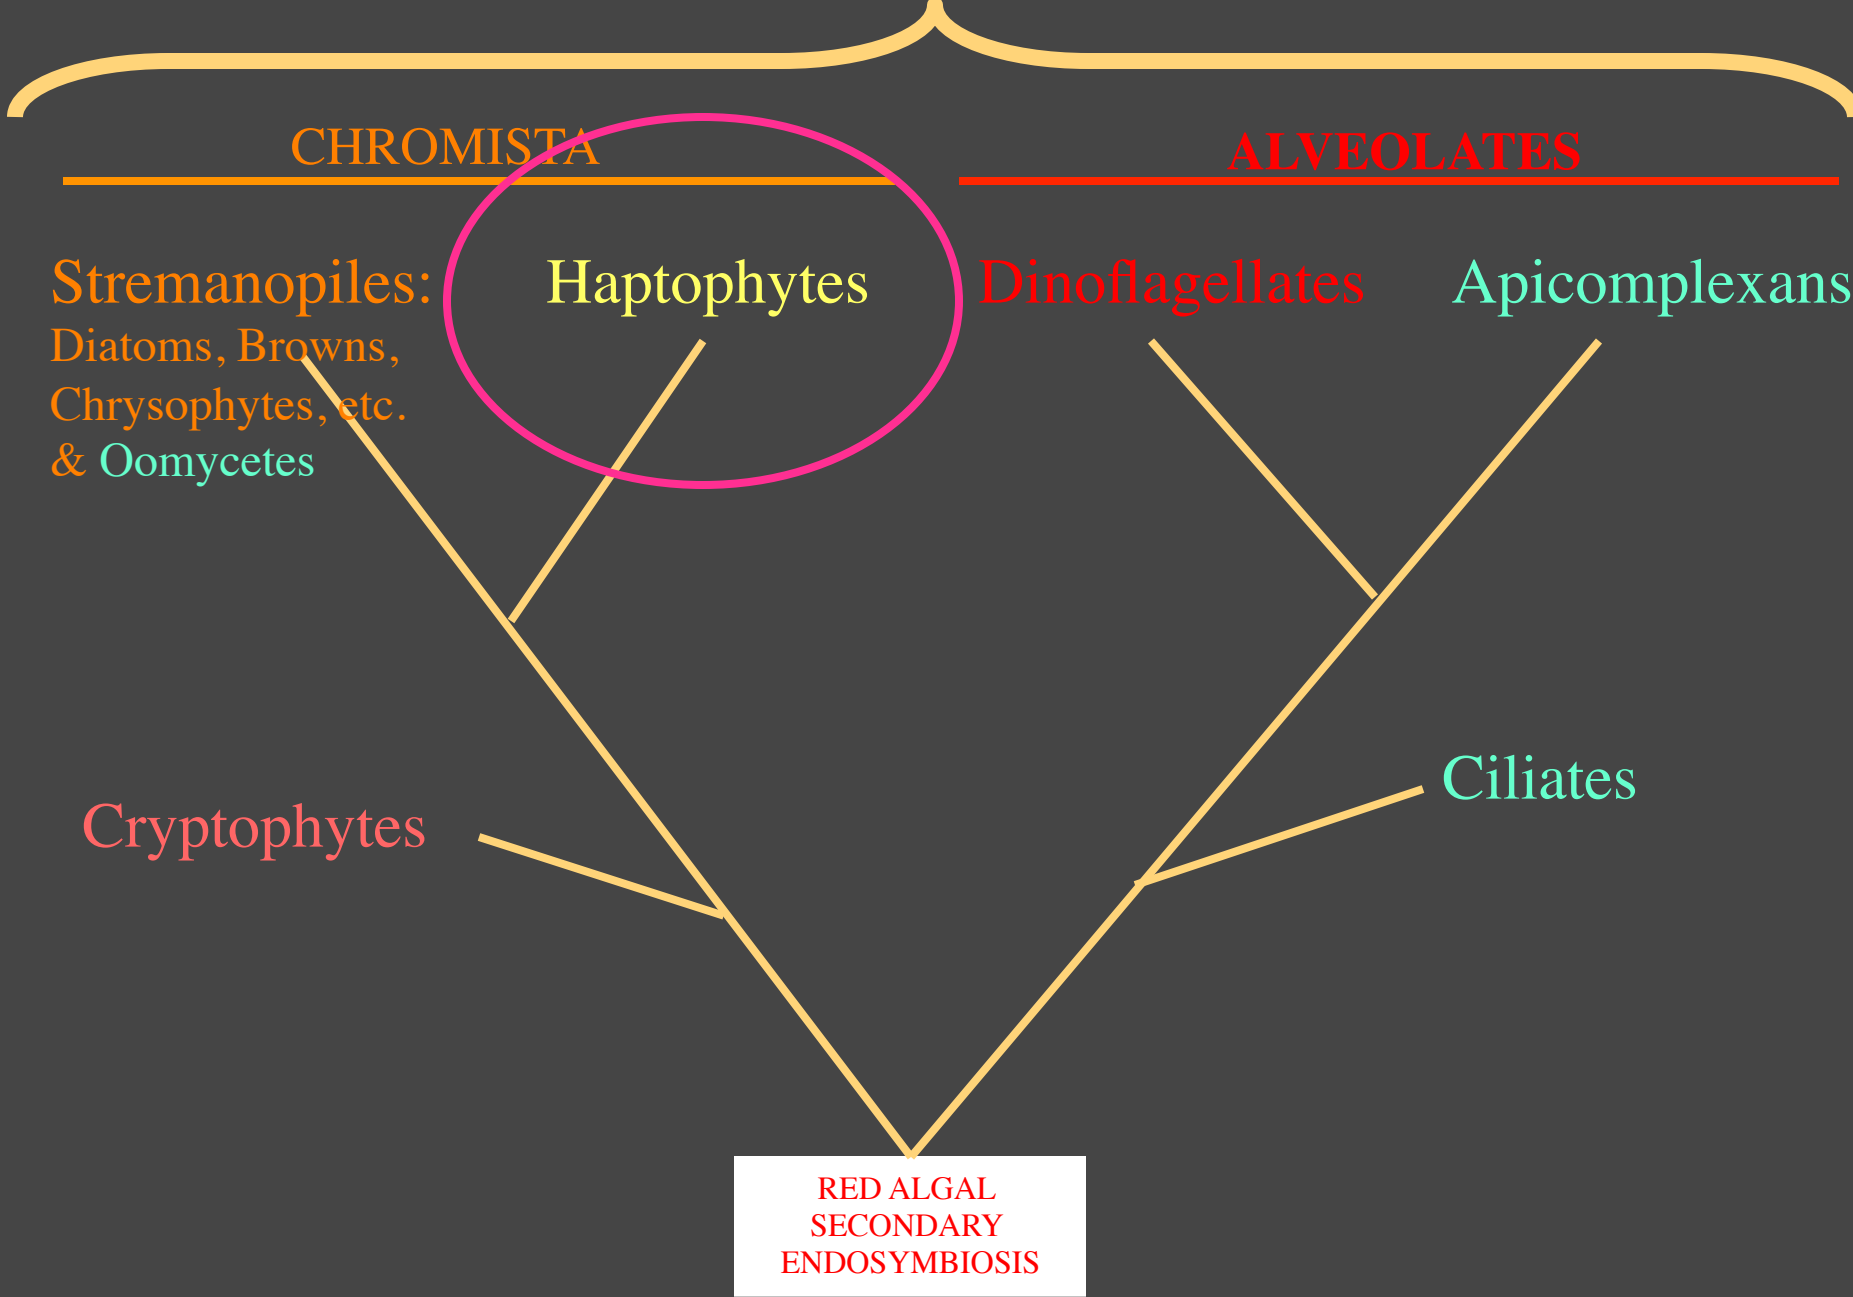 CHROMISTA
ALVEOLATES
Stremanopiles:
Diatoms, Browns,
Chrysophytes, etc.
& Oomycetes
Haptophytes
Dinoflagellates
Apicomplexans
Cryptophytes
Ciliates
RED ALGAL
SECONDARY
ENDOSYMBIOSIS